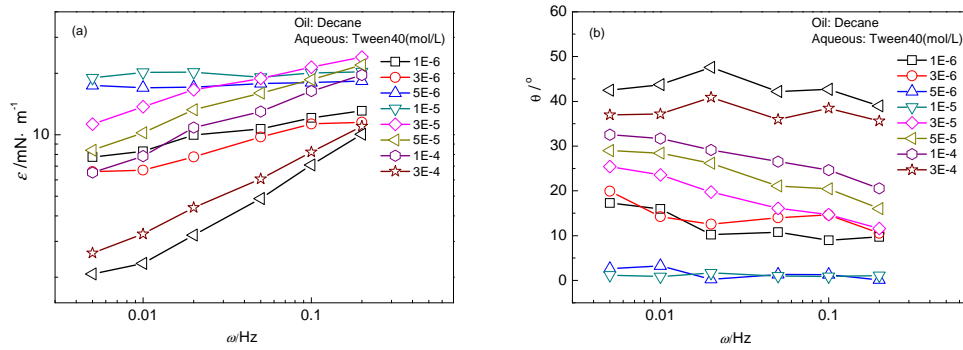 (a)
Oil: Decane
Aqueous: Tween40(mol/L)
1E-6
3E-6
5E-6
1E-5
3E-5
5E-5
1E-4
3E-4
10
ε /mN· m⁻¹
0.01 0.1
ω/Hz
(b)
Oil: Decane
Aqueous: Tween40(mol/L)
1E-6
3E-6
5E-6
1E-5
3E-5
5E-5
1E-4
3E-4
60
50
40
30
20
10
0
θ /°
0.01 0.1
ω/Hz